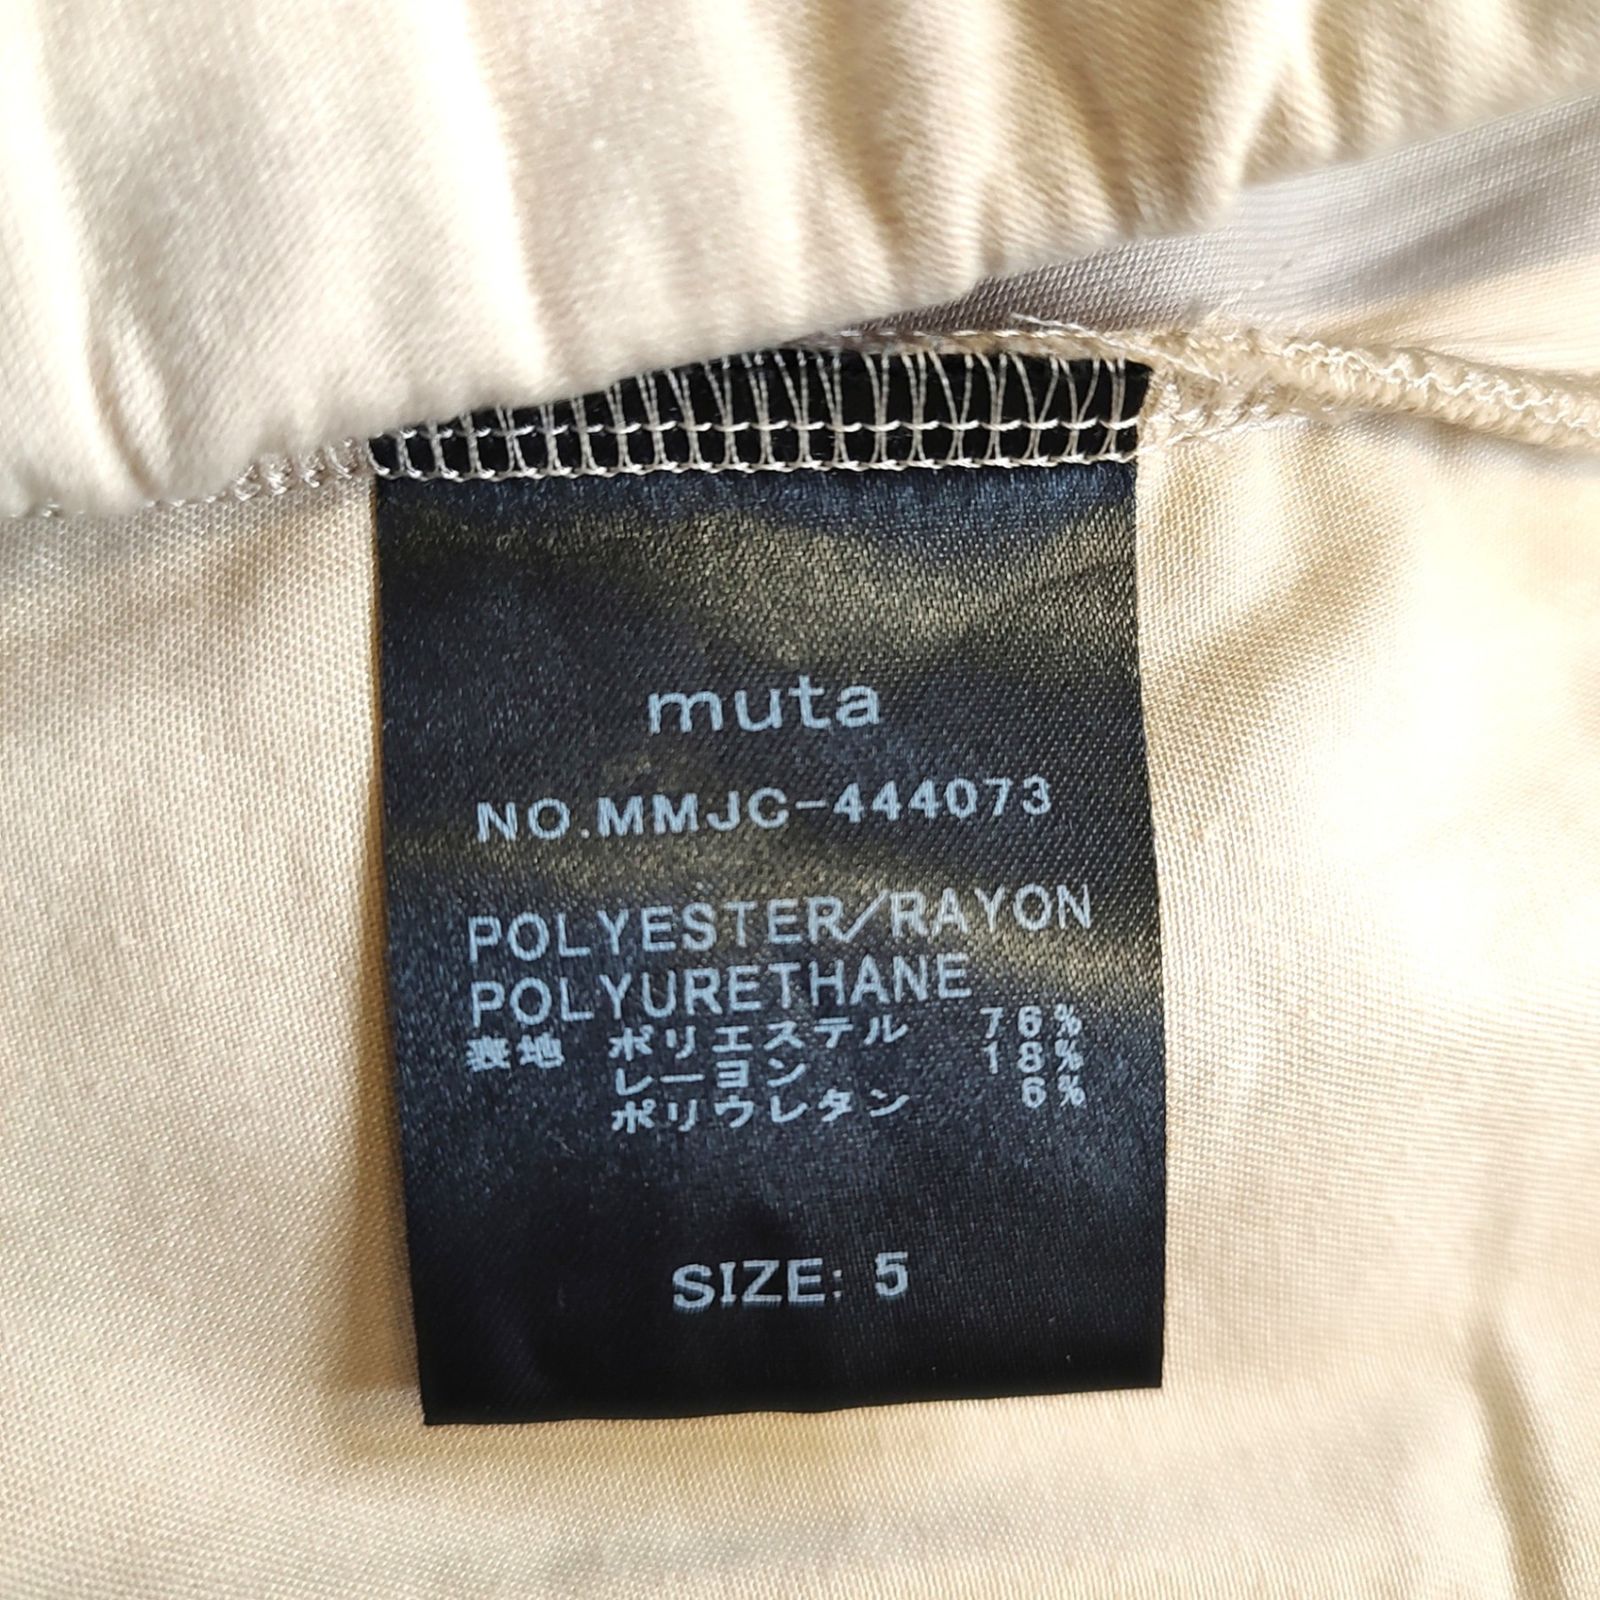 muta
NO.MMJC-444073
POLYESTER/RAYON
POLYURETHANE
表地 ポリエステル 76%
レーヨン 18%
ポリウレタン 6%
SIZE: 5